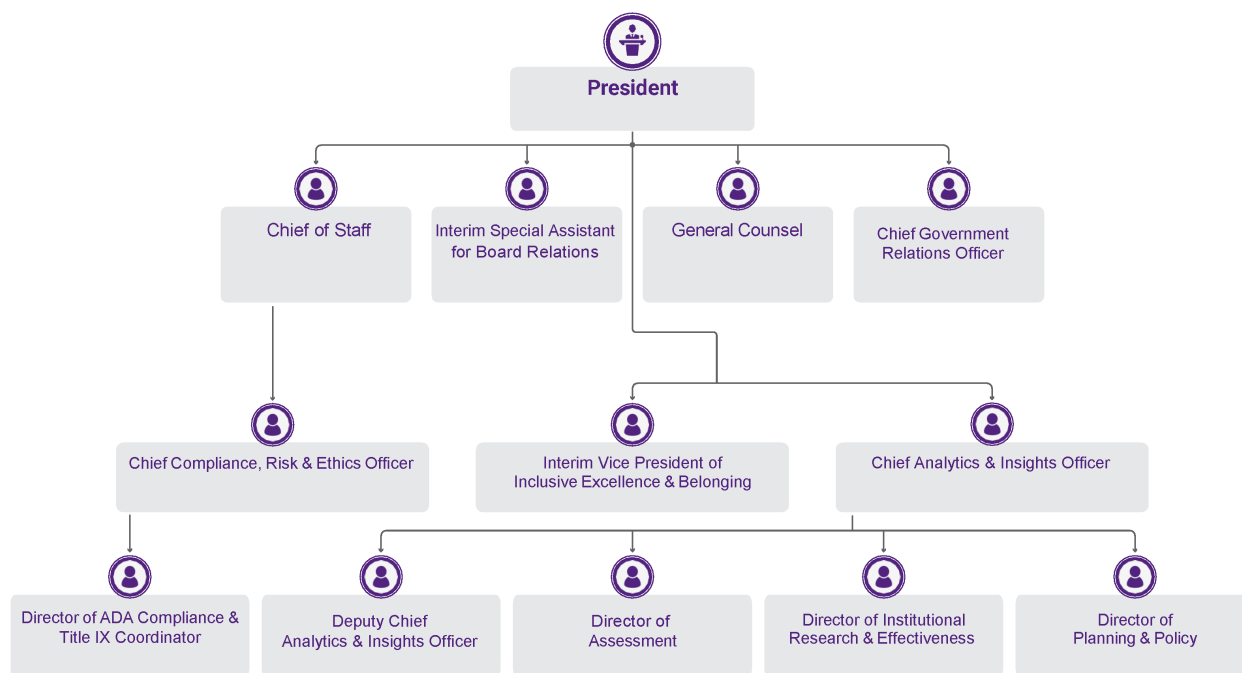 President
Chief of Staff
Interim Special Assistant
for Board Relations
General Counsel
Chief Government
Relations Officer
Chief Compliance, Risk & Ethics Officer
Interim Vice President of
Inclusive Excellence & Belonging
Chief Analytics & Insights Officer
Director of ADA Compliance &
Title IX Coordinator
Deputy Chief
Analytics & Insights Officer
Director of
Assessment
Director of Institutional
Research & Effectiveness
Director of
Planning & Policy